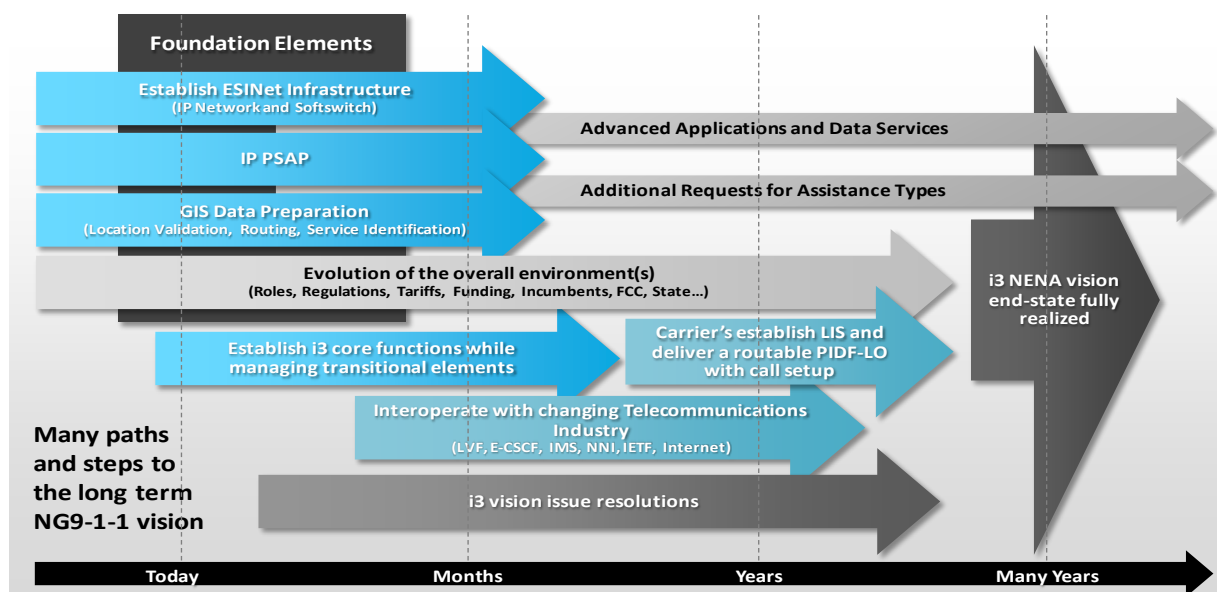 Foundation Elements
Establish ESINet Infrastructure
(IP Network and Softswitch)
Advanced Applications and Data Services
IP PSAP
Additional Requests for Assistance Types
GIS Data Preparation
(Location Validation, Routing, Service Identification)
Evolution of the overall environment(s)
(Roles, Regulations, Tariffs, Funding, Incumbents, FCC, State...)
i3 NENA vision
end-state fully
realized
Establish i3 core functions while
managing transitional elements
Carrier's establish LIS and
deliver a routable PIDF-LO
with call setup
Interoperate with changing Telecommunications
Industry
(LVF, E-CSCF, IMS, NNI, IETF, Internet)
Many paths
and steps to
the long term
NG9-1-1 vision
i3 vision issue resolutions
Today
Months
Years
Many Years